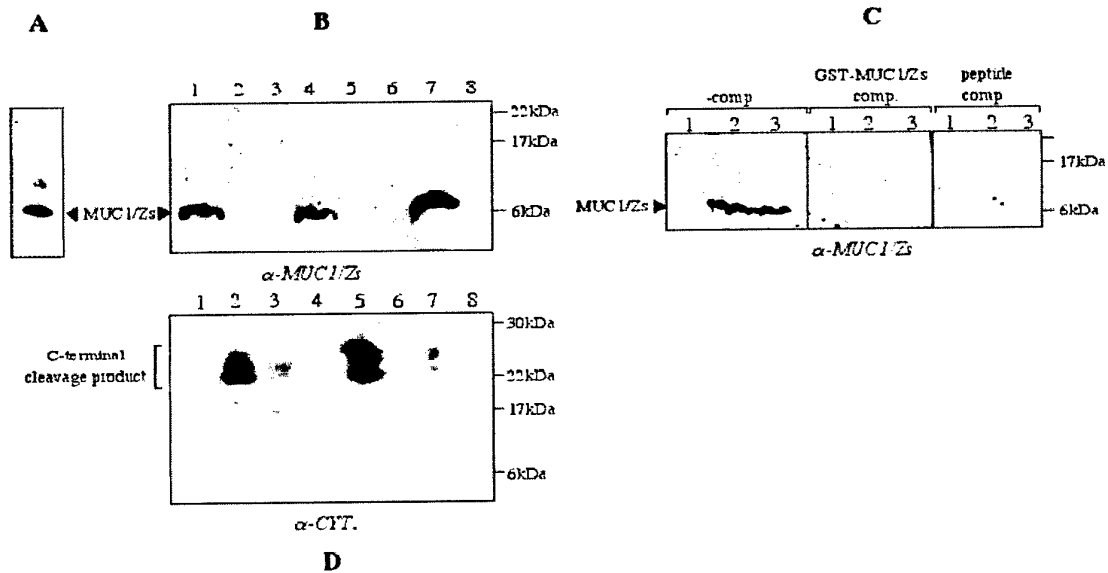 A
B
C
1 2 3 4 5 6 7 8
22kDa
17kDa
6kDa
MUC1/Zs
α-MUC1/Zs
-comp
GST-MUC1/Zs comp.
peptide comp
1 2 3
1 2 3
1 2 3
17kDa
6kDa
MUC1/Zs
α-MUC1/Zs
1 2 3 4 5 6 7 8
30kDa
22kDa
17kDa
6kDa
C-terminal
cleavage product
α-CYT.
D